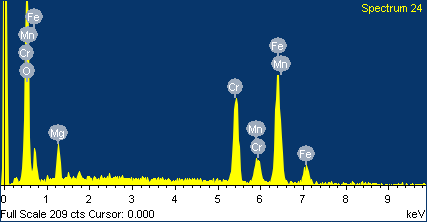 Spectrum 24
Fe
Mn
Cr
O
Mg
Cr
Mn
Cr
Fe
Mn
Fe
0 1 2 3 4 5 6 7 8 9
Full Scale 209 cts Cursor: 0.000 keV